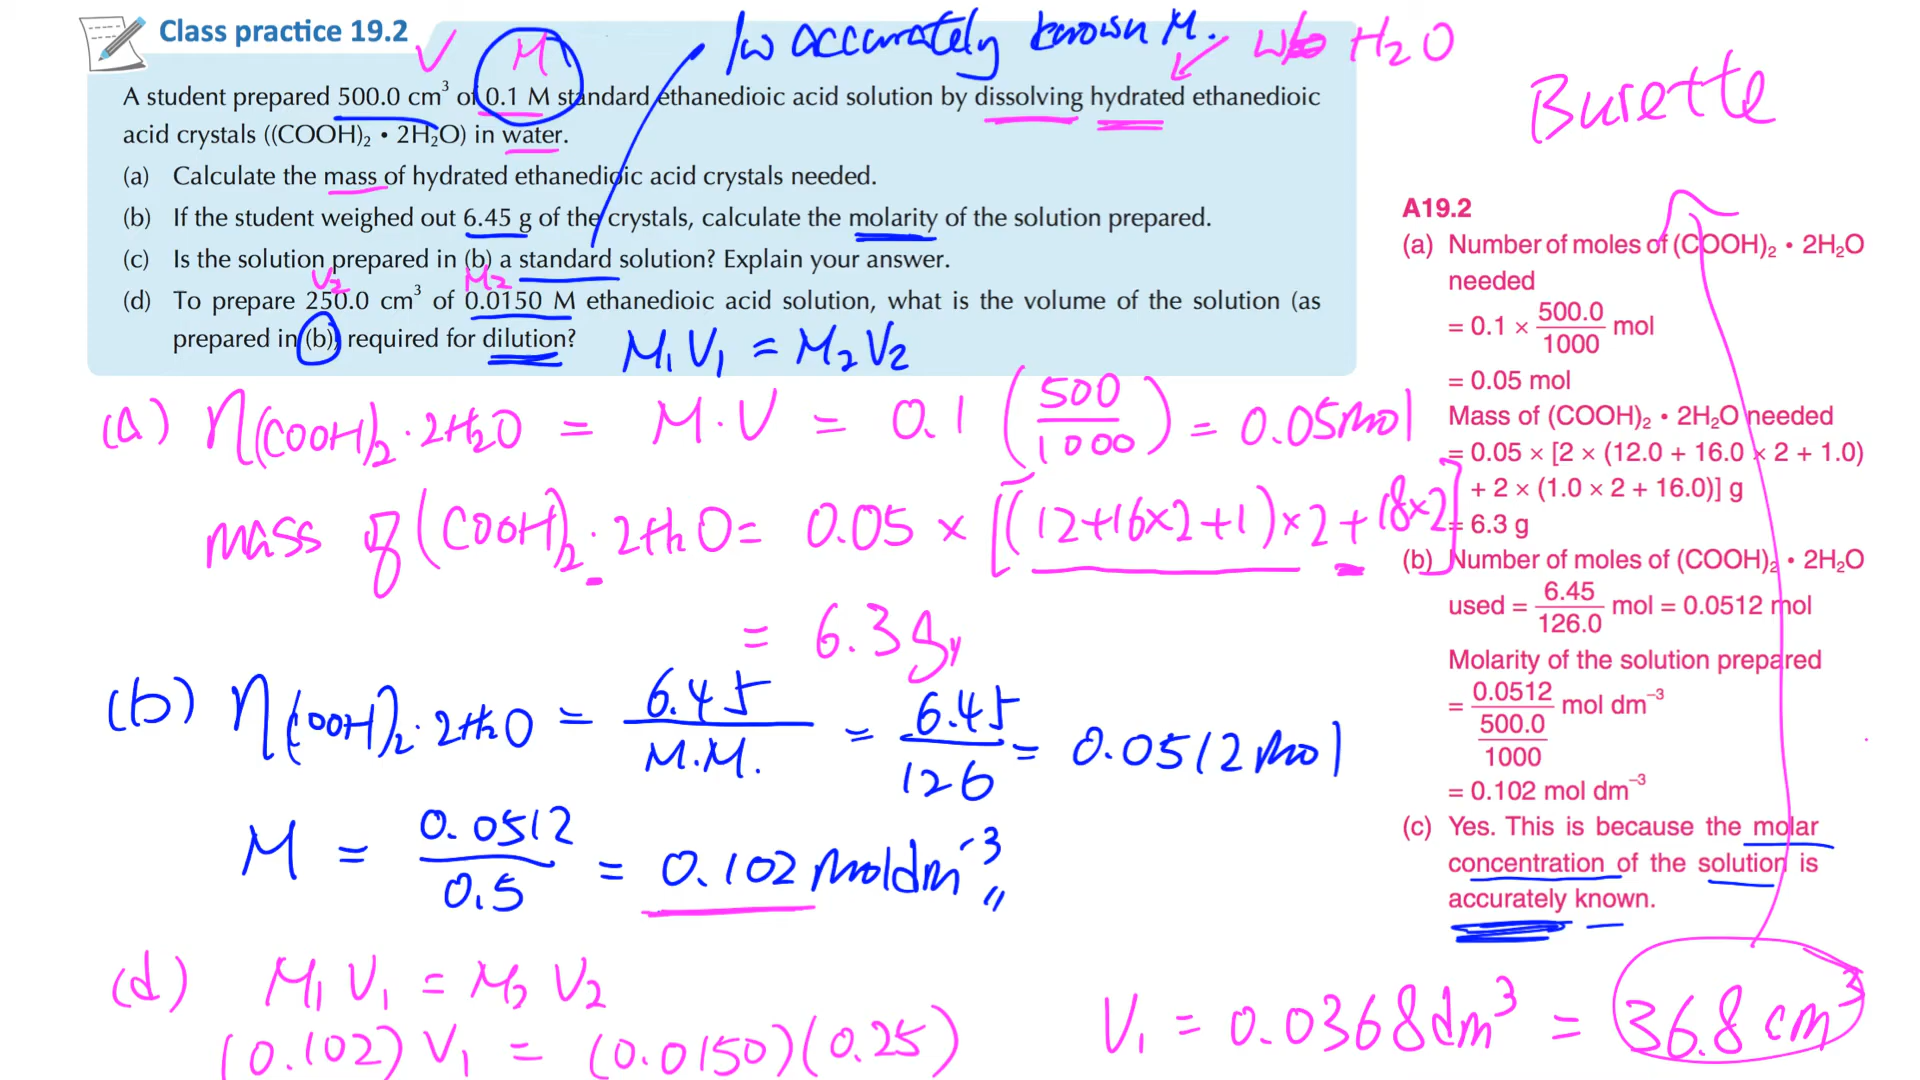 Class practice 19.2
V M
/w accurately known M.
w/o H₂O
Burette
A student prepared 500.0 cm³ of 0.1 M standard ethanedioic acid solution by dissolving hydrated ethanedioic
acid crystals ((COOH)₂ • 2H₂O) in water.
(a) Calculate the mass of hydrated ethanedioic acid crystals needed.
(b) If the student weighed out 6.45 g of the crystals, calculate the molarity of the solution prepared.
(c) Is the solution prepared in (b) a standard solution? Explain your answer.
V₂ M₂
(d) To prepare 250.0 cm³ of 0.0150 M ethanedioic acid solution, what is the volume of the solution (as
prepared in (b)) required for dilution?
M₁V₁ = M₂V₂
(a) n(COOH)₂·2H₂O = M·V = 0.1 (500/1000) = 0.05mol
mass of (COOH)₂·2H₂O = 0.05 × [(12+16×2+1)×2+18×2]
= 6.3g
(b) n(COOH)₂·2H₂O = 6.45/M.M. = 6.45/126 = 0.0512mol
M = 0.0512/0.5 = 0.102 moldm⁻³
(d) M₁V₁ = M₂V₂
(0.102)V₁ = (0.0150)(0.25)
V₁ = 0.0368dm³ = 36.8 cm³
A19.2
(a) Number of moles of (COOH)₂ • 2H₂O
needed
= 0.1 × 500.0/1000 mol
= 0.05 mol
Mass of (COOH)₂ • 2H₂O needed
= 0.05 × [2 × (12.0 + 16.0 × 2 + 1.0)
+ 2 × (1.0 × 2 + 16.0)] g
= 6.3 g
(b) Number of moles of (COOH)₂ • 2H₂O
used = 6.45/126.0 mol = 0.0512 mol
Molarity of the solution prepared
= 0.0512/(500.0/1000) mol dm⁻³
= 0.102 mol dm⁻³
(c) Yes. This is because the molar
concentration of the solution is
accurately known.